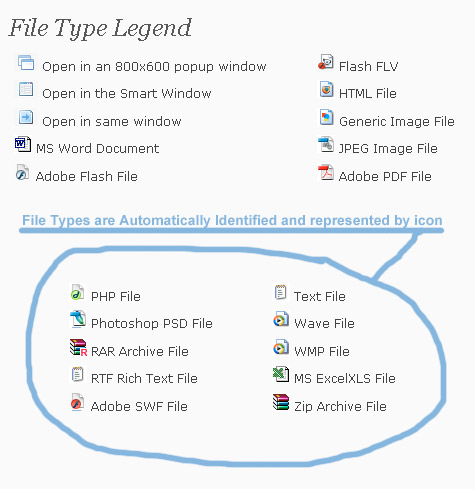 File Type Legend
Open in an 800x600 popup window
Open in the Smart Window
Open in same window
MS Word Document
Adobe Flash File
Flash FLV
HTML File
Generic Image File
JPEG Image File
Adobe PDF File
File Types are Automatically Identified and represented by icon
PHP File
Photoshop PSD File
RAR Archive File
RTF Rich Text File
Adobe SWF File
Text File
Wave File
WMP File
MS ExcelXLS File
Zip Archive File